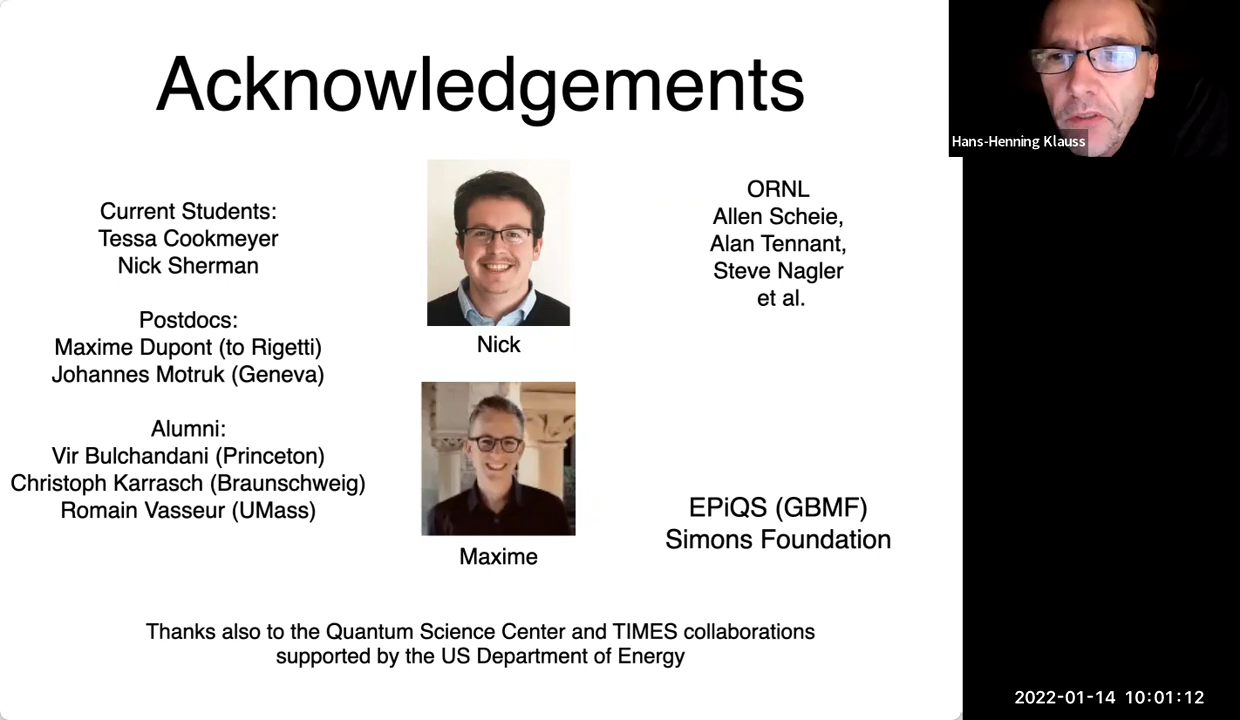 Acknowledgements
Current Students:
Tessa Cookmeyer
Nick Sherman
Postdocs:
Maxime Dupont (to Rigetti)
Johannes Motruk (Geneva)
Alumni:
Vir Bulchandani (Princeton)
Christoph Karrasch (Braunschweig)
Romain Vasseur (UMass)
Nick
Maxime
ORNL
Allen Scheie,
Alan Tennant,
Steve Nagler
et al.
EPiQS (GBMF)
Simons Foundation
Thanks also to the Quantum Science Center and TIMES collaborations
supported by the US Department of Energy
Hans-Henning Klauss
2022-01-14 10:01:12